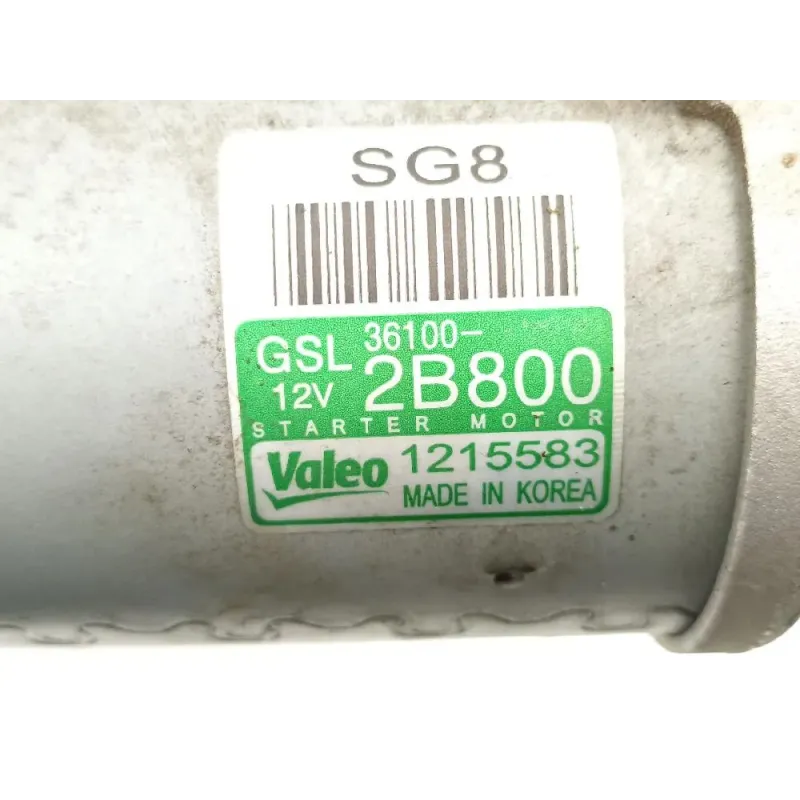 SG8
GSL 36100-
12V 2B800
STARTER MOTOR
Valeo 1215583
MADE IN KOREA